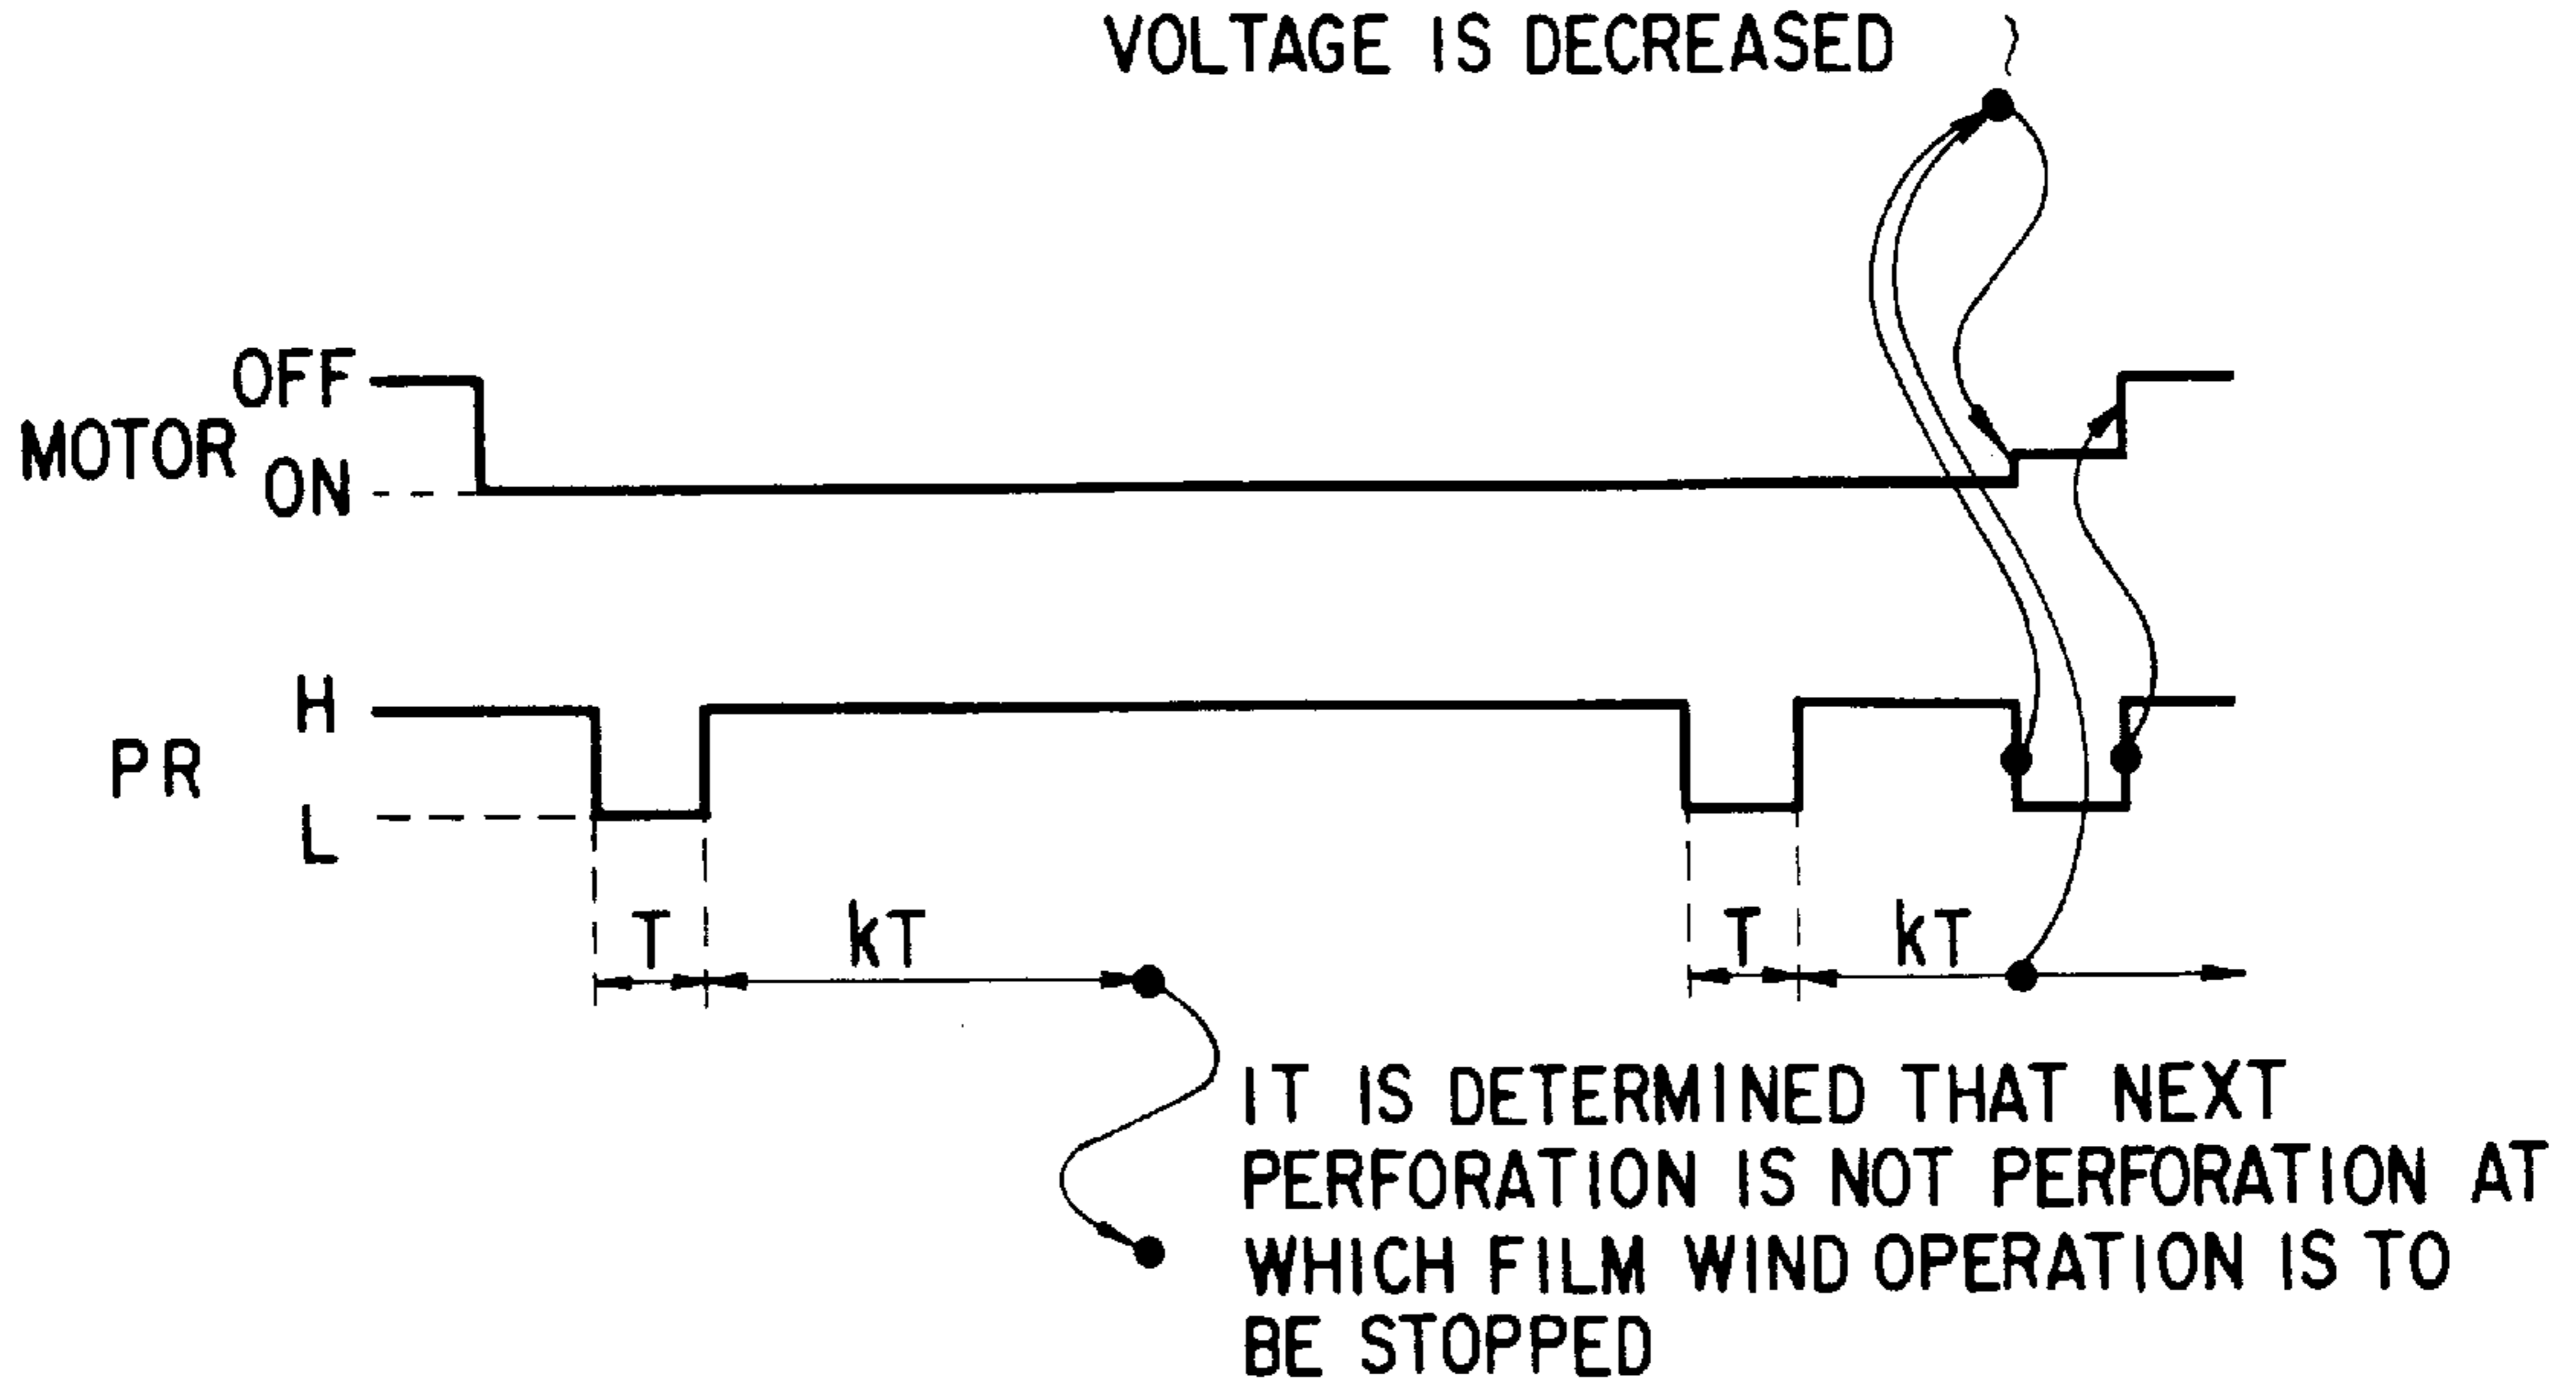 VOLTAGE IS DECREASED
OFF
MOTOR
ON
H
PR
L
T
kT
T
kT
IT IS DETERMINED THAT NEXT
PERFORATION IS NOT PERFORATION AT
WHICH FILM WIND OPERATION IS TO
BE STOPPED